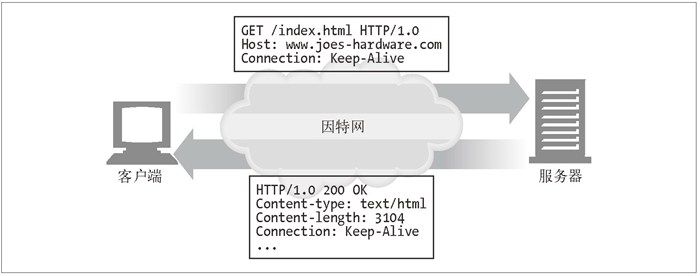 GET /index.html HTTP/1.0
Host: www.joes-hardware.com
Connection: Keep-Alive
因特网
客户端
服务器
HTTP/1.0 200 OK
Content-type: text/html
Content-length: 3104
Connection: Keep-Alive
...